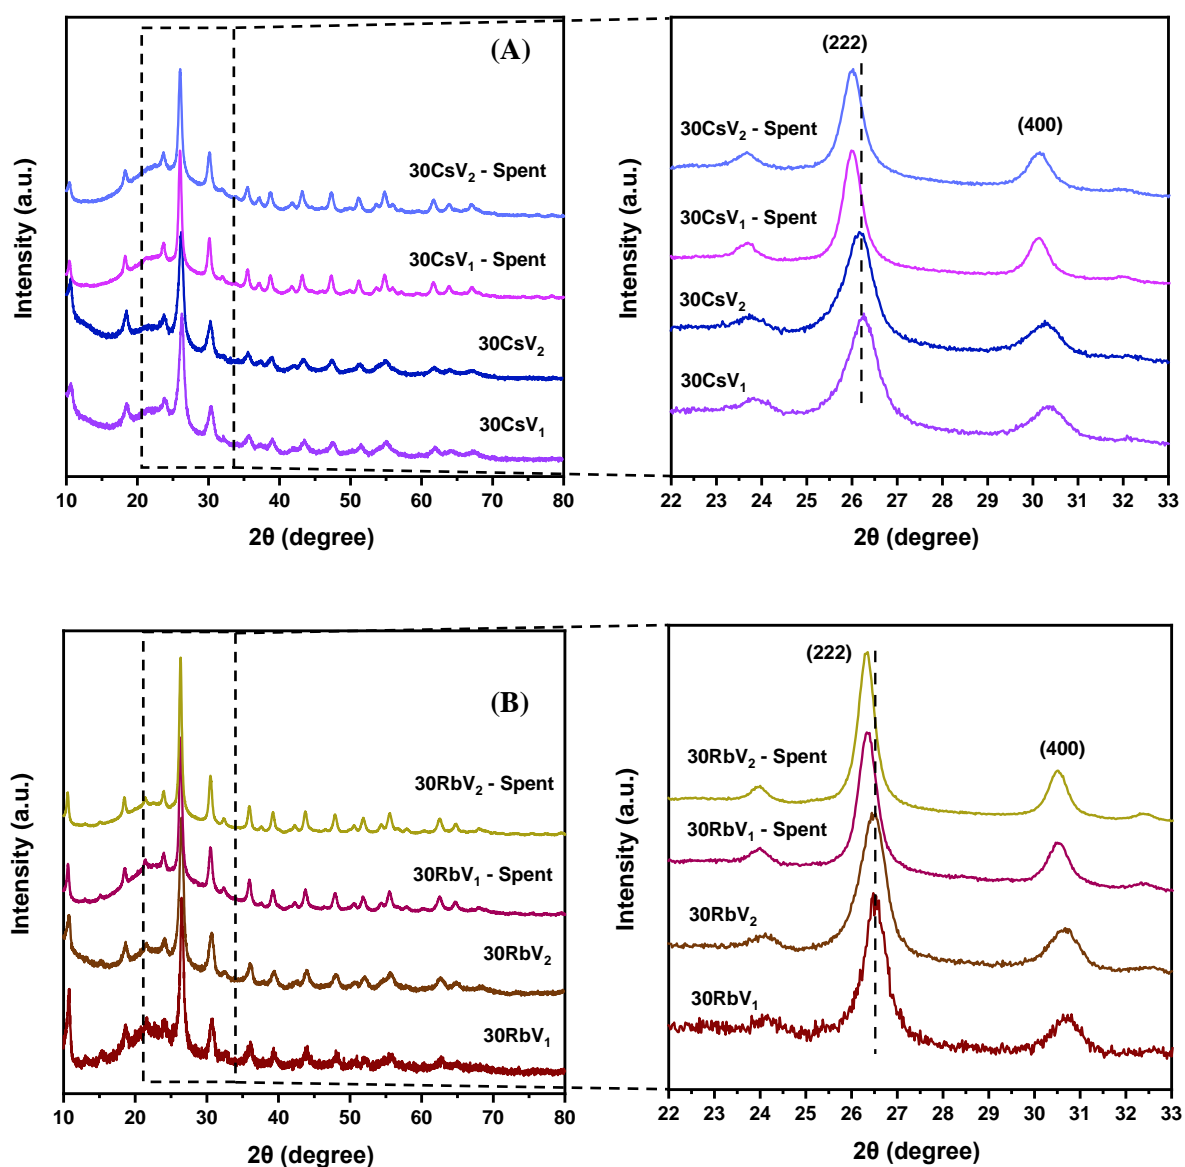 (A)
Intensity (a.u.)
30CsV₂ - Spent
30CsV₁ - Spent
30CsV₂
30CsV₁
10 20 30 40 50 60 70 80
2θ (degree)
(222)
(400)
Intensity (a.u.)
30CsV₂ - Spent
30CsV₁ - Spent
30CsV₂
30CsV₁
22 23 24 25 26 27 28 29 30 31 32 33
2θ (degree)
(B)
Intensity (a.u.)
30RbV₂ - Spent
30RbV₁ - Spent
30RbV₂
30RbV₁
10 20 30 40 50 60 70 80
2θ (degree)
(222)
(400)
Intensity (a.u.)
30RbV₂ - Spent
30RbV₁ - Spent
30RbV₂
30RbV₁
22 23 24 25 26 27 28 29 30 31 32 33
2θ (degree)